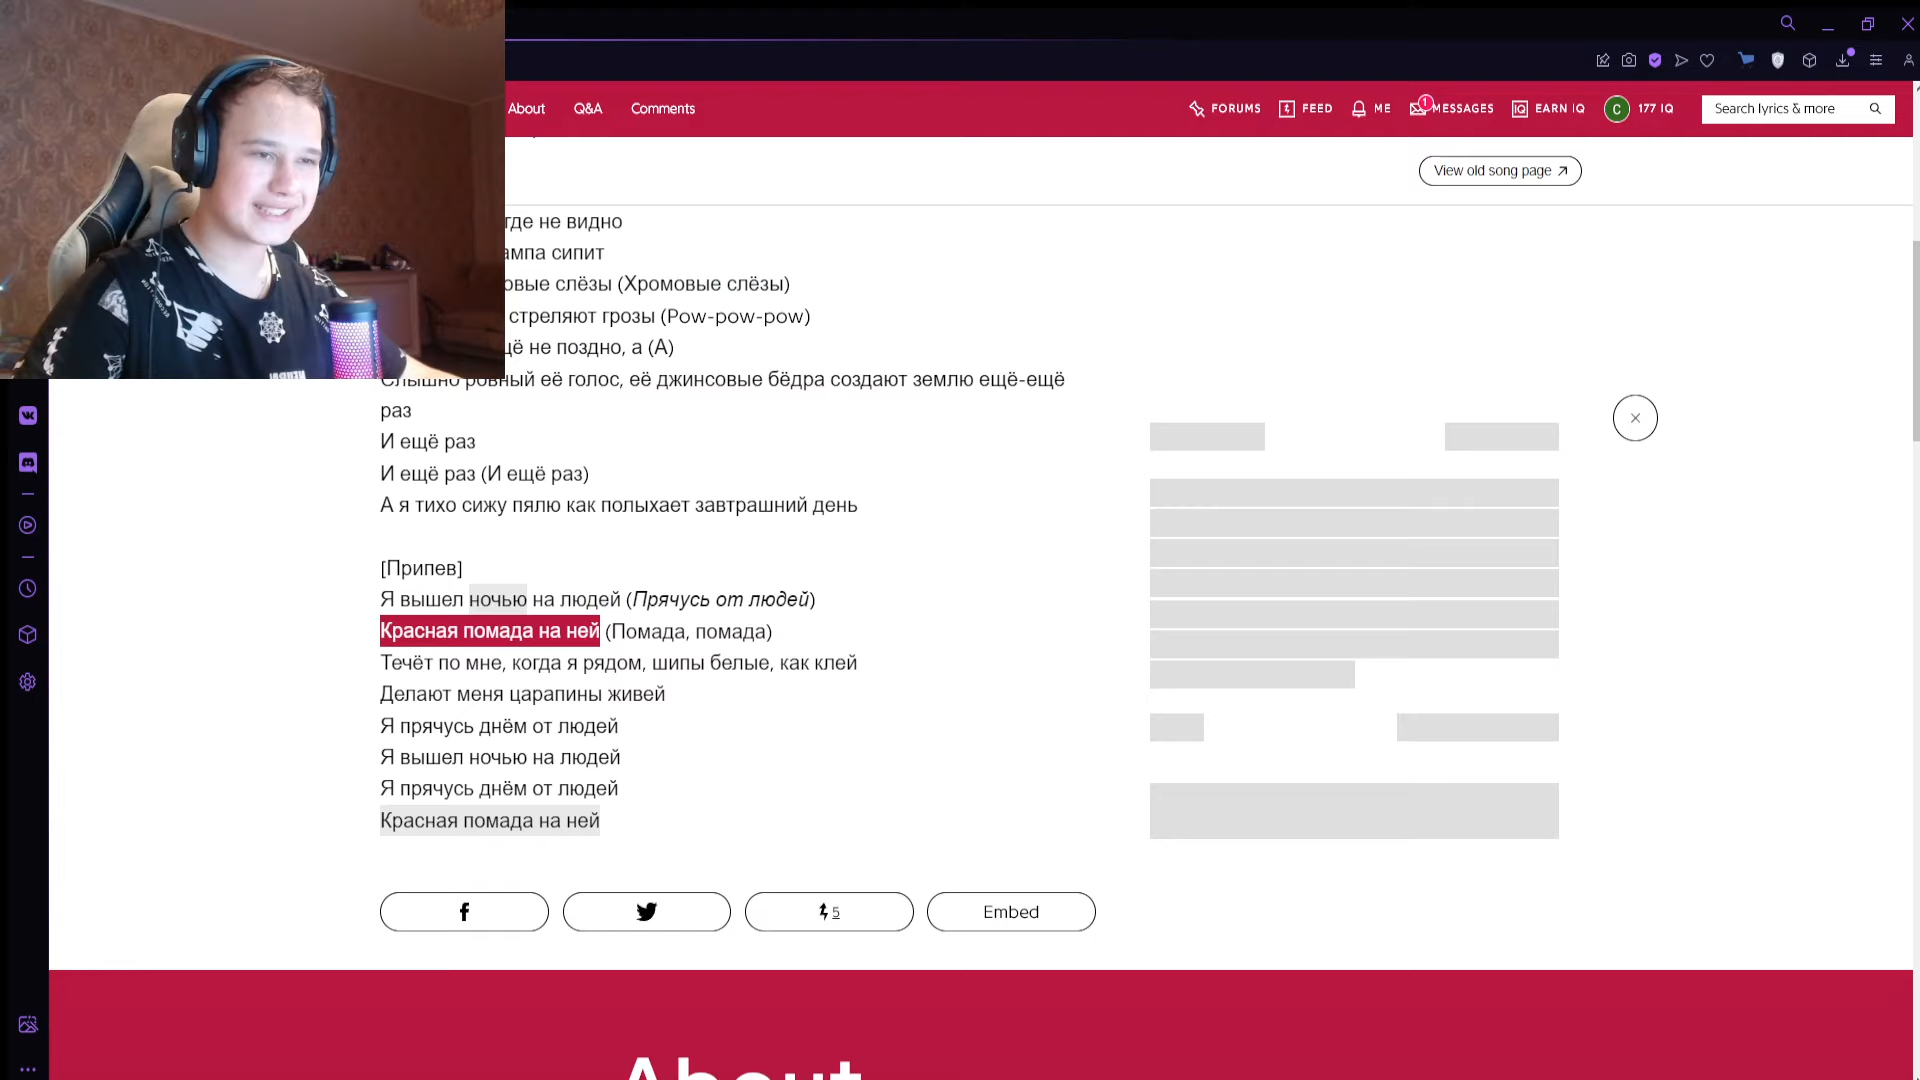 About Q&A Comments FORUMS FEED ME 1 MESSAGES IQ EARN IQ C 177 IQ Search lyrics & more
View old song page
где не видно
сипит
слёзы (Хромовые слёзы)
стреляют грозы (Pow-pow-pow)
не поздно, а (А)
Слышно ровный её голос, её джинсовые бёдра создают землю ещё-ещё
раз
И ещё раз
И ещё раз (И ещё раз)
А я тихо сижу пялю как полыхает завтрашний день
[Припев]
Я вышел ночью на людей (Прячусь от людей)
Красная помада на ней (Помада, помада)
Течёт по мне, когда я рядом, шипы белые, как клей
Делают меня царапины живей
Я прячусь днём от людей
Я вышел ночью на людей
Я прячусь днём от людей
Красная помада на ней
5 Embed
About